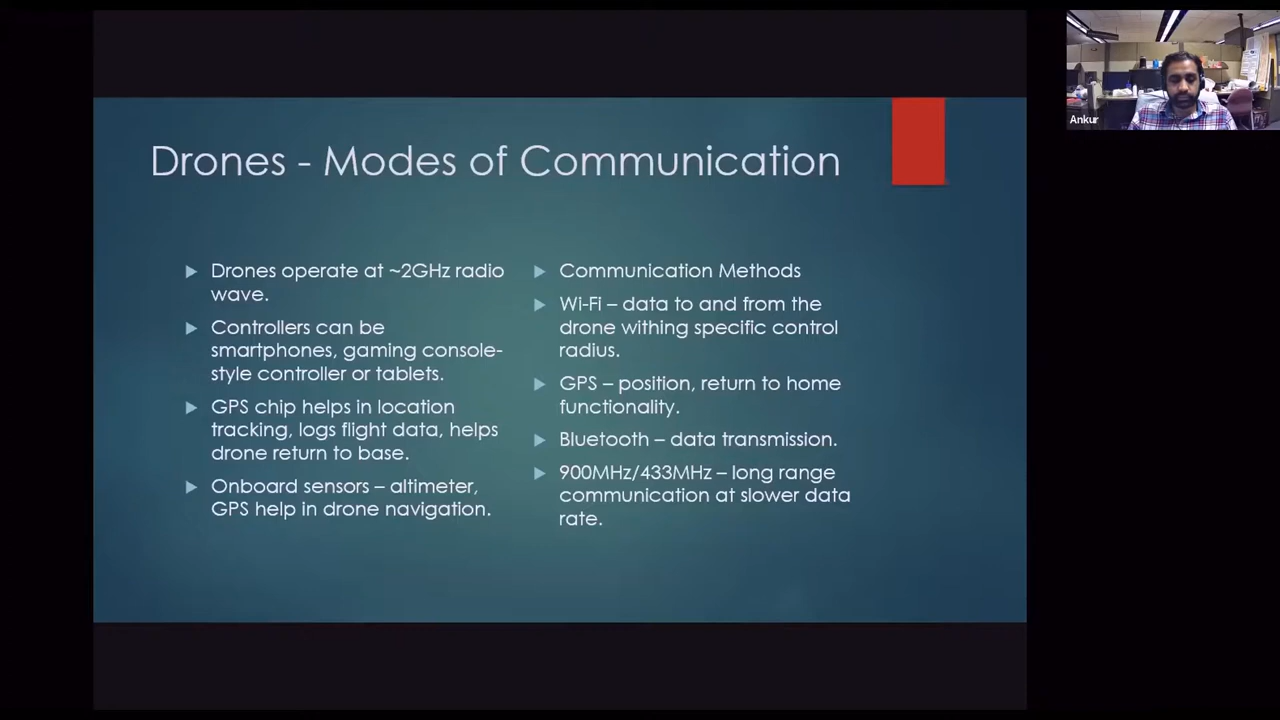 Drones - Modes of Communication
Drones operate at ~2GHz radio
wave.
Controllers can be
smartphones, gaming console-
style controller or tablets.
GPS chip helps in location
tracking, logs flight data, helps
drone return to base.
Onboard sensors – altimeter,
GPS help in drone navigation.
Communication Methods
Wi-Fi – data to and from the
drone withing specific control
radius.
GPS – position, return to home
functionality.
Bluetooth – data transmission.
900MHz/433MHz – long range
communication at slower data
rate.
Ankur